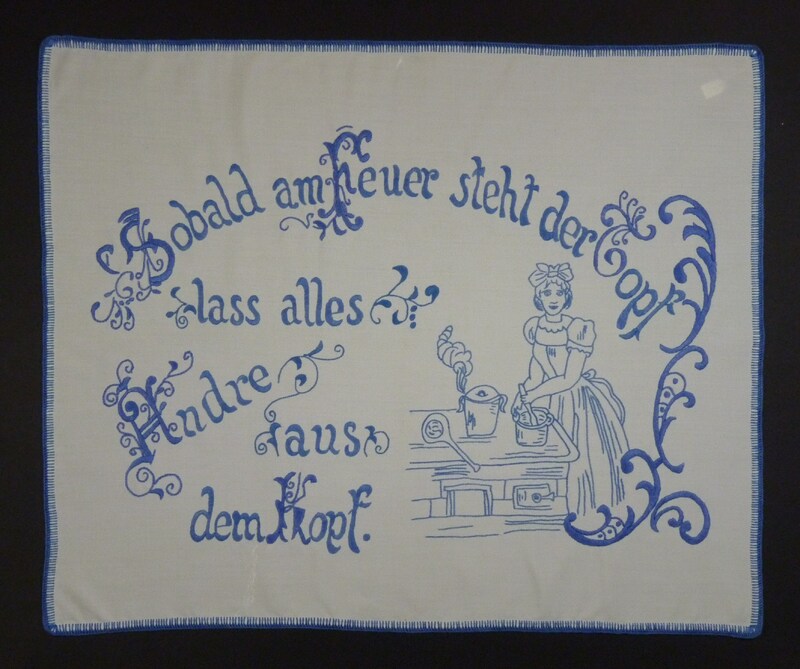 Sobald am Feuer steht der Topf
lass alles
Andre
aus
dem Kopf.